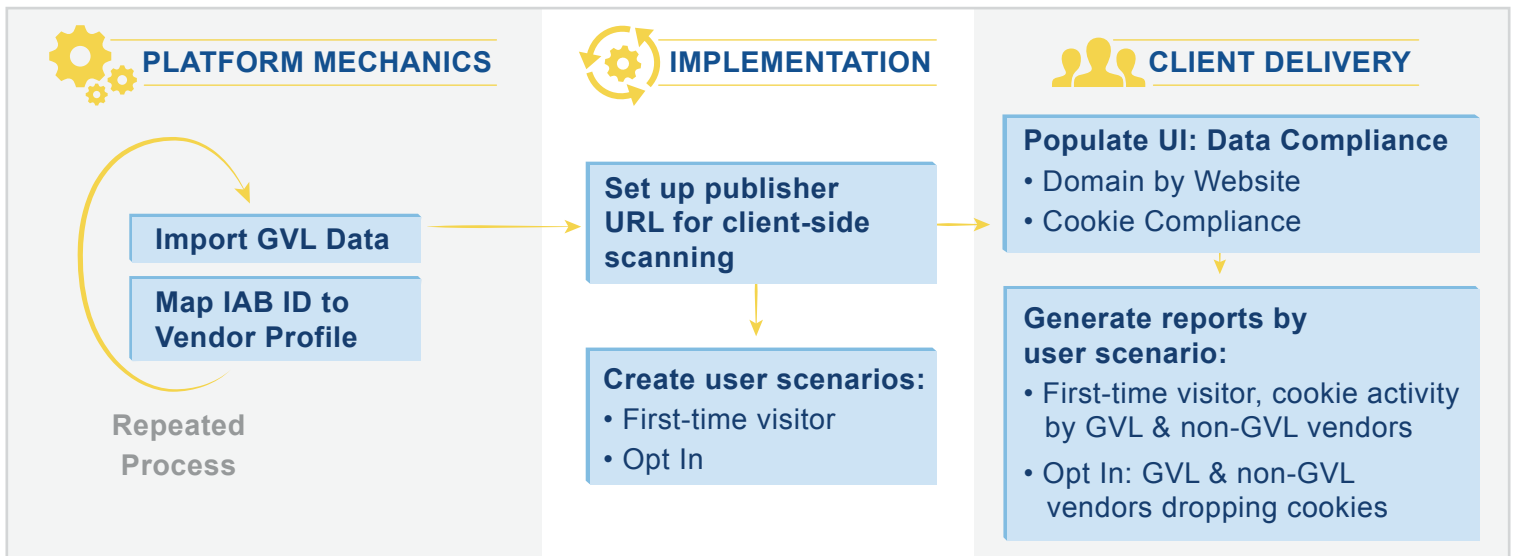 PLATFORM MECHANICS
Import GVL Data
Map IAB ID to
Vendor Profile
Repeated
Process
IMPLEMENTATION
Set up publisher
URL for client-side
scanning
Create user scenarios:
• First-time visitor
• Opt In
CLIENT DELIVERY
Populate UI: Data Compliance
• Domain by Website
• Cookie Compliance
Generate reports by
user scenario:
• First-time visitor, cookie activity
by GVL & non-GVL vendors
• Opt In: GVL & non-GVL
vendors dropping cookies